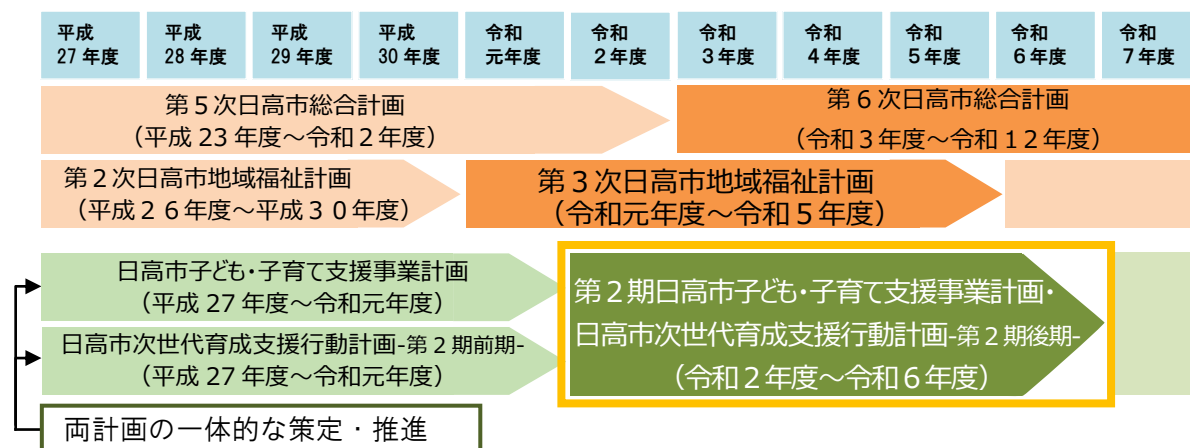 平成 平成 平成 平成 令和 令和 令和 令和 令和 令和 令和
27 年度 28 年度 29 年度 30 年度 元年度 2年度 3年度 4年度 5年度 6年度 7年度
第5次日高市総合計画
(平成 23 年度~令和2年度)
第6次日高市総合計画
(令和3年度~令和12年度)
第2次日高市地域福祉計画
(平成26年度~平成30年度)
第3次日高市地域福祉計画
(令和元年度~令和5年度)
日高市子ども・子育て支援事業計画
(平成 27 年度~令和元年度)
日高市次世代育成支援行動計画-第2期前期-
(平成 27 年度~令和元年度)
第2期日高市子ども・子育て支援事業計画・
日高市次世代育成支援行動計画-第2期後期-
(令和2年度~令和6年度)
両計画の一体的な策定・推進